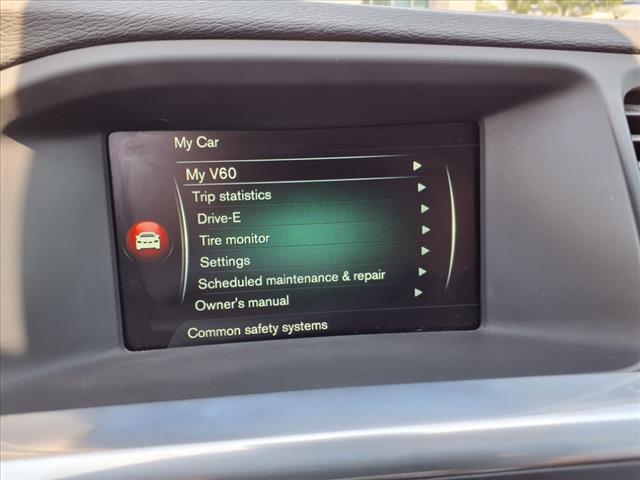 My Car
My V60
Trip statistics
Drive-E
Tire monitor
Settings
Scheduled maintenance & repair
Owner's manual
Common safety systems